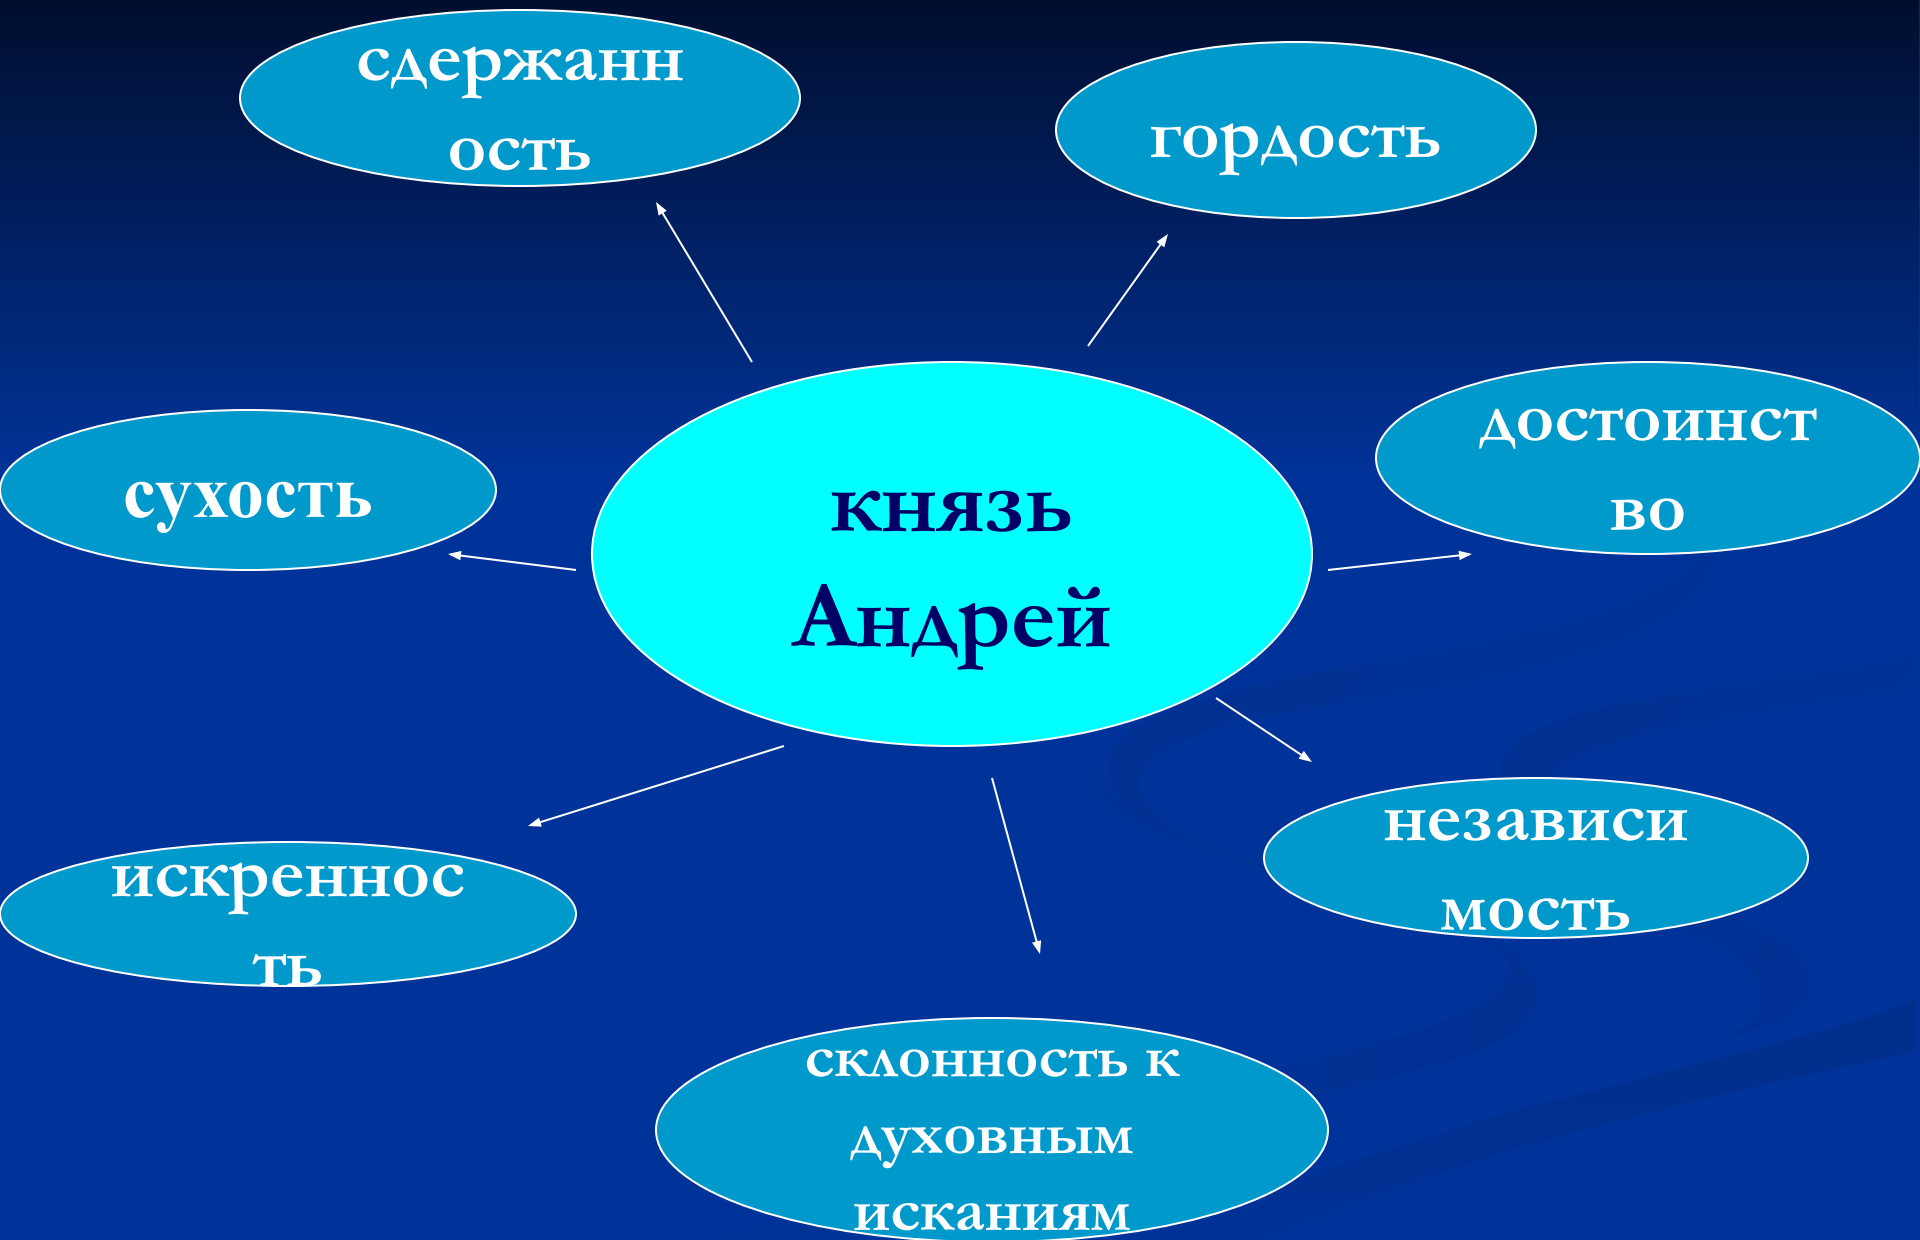 сдержанн
ость
гордость
достоинст
во
сухость
князь
Андрей
независи
мость
искреннос
ть
склонность к
духовным
исканиям